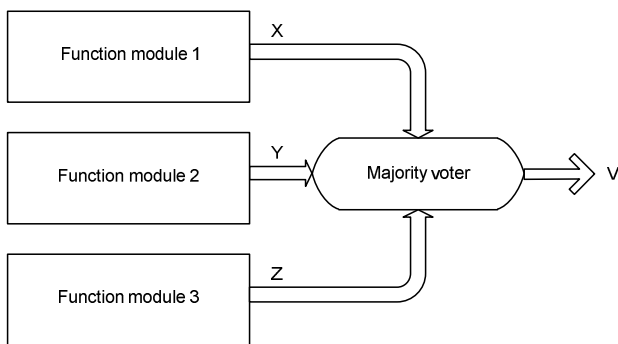 Function module 1
X
Function module 2
Y
Majority voter
V
Function module 3
Z